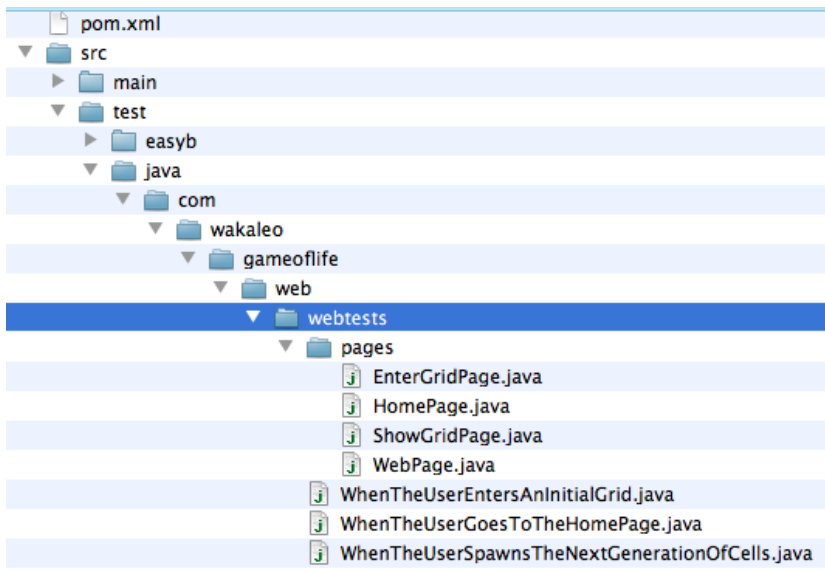 pom.xml
src
main
test
easyb
java
com
wakaleo
gameoflife
web
webtests
pages
EnterGridPage.java
HomePage.java
ShowGridPage.java
WebPage.java
WhenTheUserEntersAnInitialGrid.java
WhenTheUserGoesToTheHomePage.java
WhenTheUserSpawnsTheNextGenerationOfCells.java